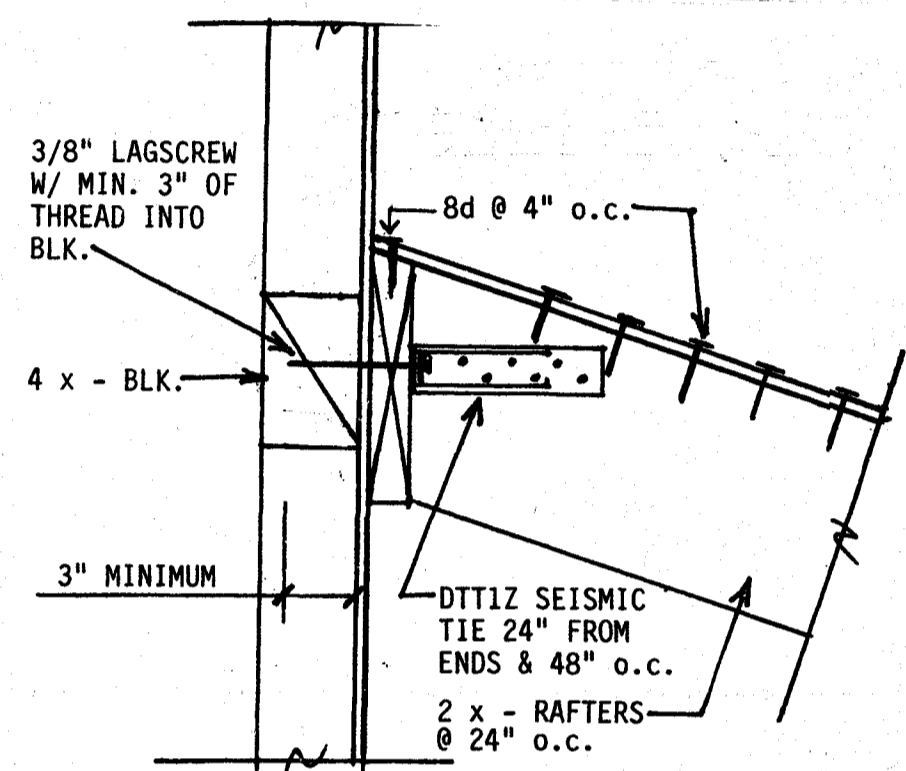 3/8" LAGSCREW
W/ MIN. 3" OF
THREAD INTO
BLK.
8d @ 4" o.c.
4 x - BLK.
3" MINIMUM
DTT1Z SEISMIC
TIE 24" FROM
ENDS & 48" o.c.
2 x - RAFTERS
@ 24" o.c.